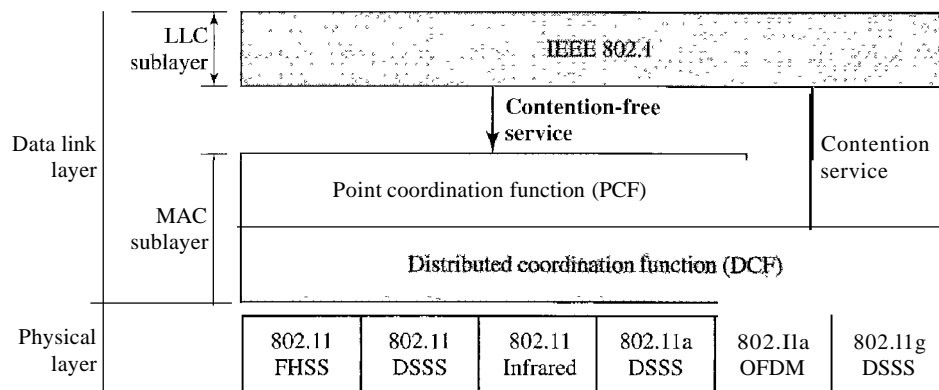 LLC
sublayer
IEEE 802.1
Contention-free
service
Data link
layer
Contention
service
Point coordination function (PCF)
MAC
sublayer
Distributed coordination function (DCF)
Physical
layer
802.11
FHSS
802.11
DSSS
802.11
Infrared
802.11a
DSSS
802.IIa
OFDM
802.11g
DSSS